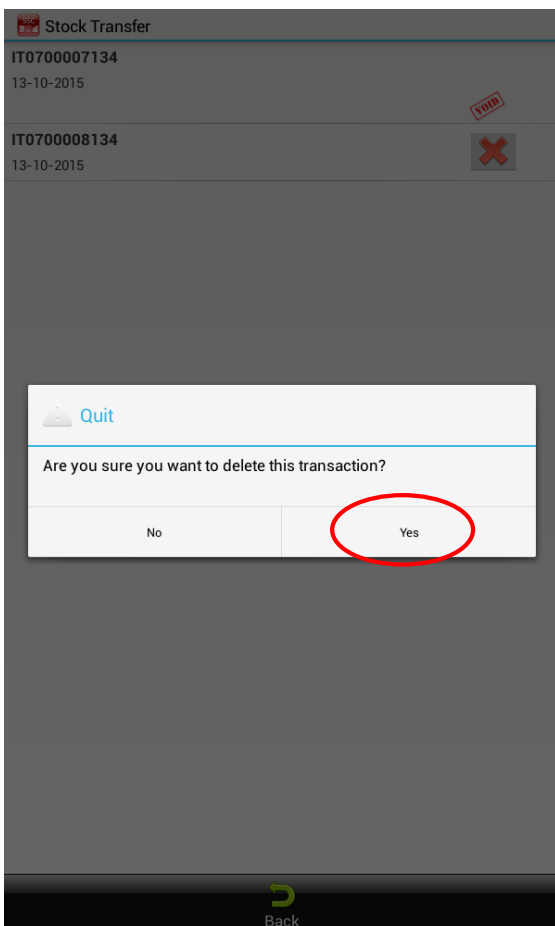 SSC
Stock Transfer
IT0700007134
13-10-2015
VOID
IT0700008134
13-10-2015
Quit
Are you sure you want to delete this transaction?
No
Yes
Back